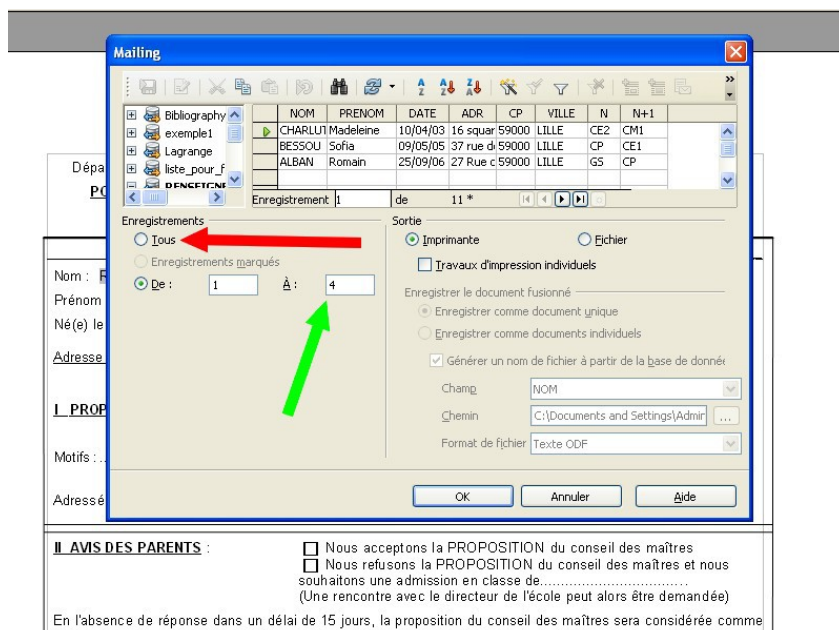 Mailing
Bibliography
exemple1
Lagrange
liste_pour_f
RENSEIGNE
NOM PRENOM DATE ADR CP VILLE N N+1
CHARLUT Madeleine 10/04/03 16 squar 59000 LILLE CE2 CM1
BESSOU Sofia 09/05/05 37 rue d 59000 LILLE CP CE1
ALBAN Romain 25/09/06 27 Rue c 59000 LILLE GS CP
Enregistrement 1 de 11 *
Enregistrements
Tous
Enregistrements marqués
De : 1 À : 4
Sortie
Imprimante Fichier
Travaux d'impression individuels
Enregistrer le document fusionné
Enregistrer comme document unique
Enregistrer comme documents individuels
Générer un nom de fichier à partir de la base de donnée
Champ NOM
Chemin C:\Documents and Settings\Admin ...
Format de fichier Texte ODF
OK Annuler Aide
Dépa
PO
Nom : R
Prénom
Né(e) le
Adresse
I PROP
Motifs : ..
Adressé
II AVIS DES PARENTS :
Nous acceptons la PROPOSITION du conseil des maîtres
Nous refusons la PROPOSITION du conseil des maîtres et nous
souhaitons une admission en classe de.................................
(Une rencontre avec le directeur de l'école peut alors être demandée)
En l'absence de réponse dans un délai de 15 jours, la proposition du conseil des maîtres sera considérée comme